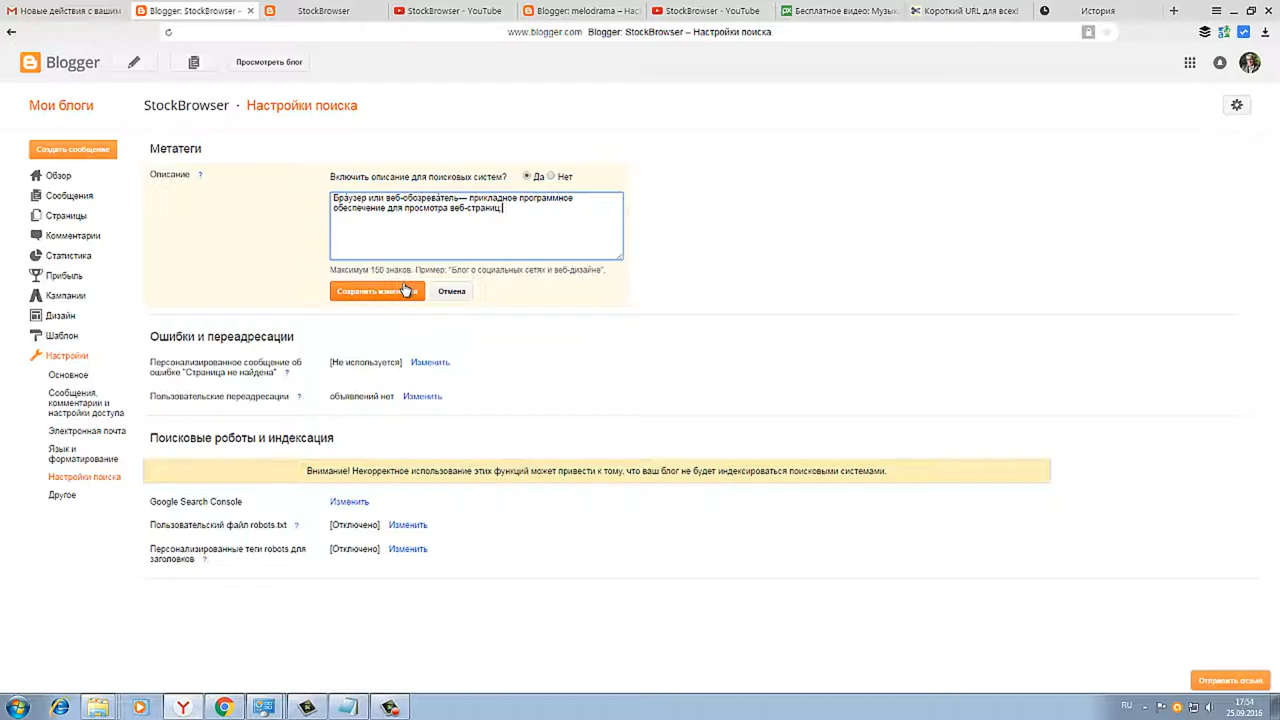 Новые действия с вашим
Blogger: StockBrowser -
StockBrowser
StockBrowser - YouTube
Blogger: melodrama – Нас
StockBrowser - YouTube
Бесплатное видео: Музык
Короткий URL для всех!
История
www.blogger.com Blogger: StockBrowser – Настройки поиска
Blogger
Просмотреть блог
Мои блоги
StockBrowser · Настройки поиска
Создать сообщение
Обзор
Сообщения
Страницы
Комментарии
Статистика
Прибыль
Кампании
Дизайн
Шаблон
Настройки
Основное
Сообщения,
комментарии и
настройки доступа
Электронная почта
Язык и
форматирование
Настройки поиска
Другое
Метатеги
Описание ?
Включить описание для поисковых систем? Да Нет
Бра́узер или веб-обозрева́тель— прикладное программное
обеспечение для просмотра веб-страниц
Максимум 150 знаков. Пример: "Блог о социальных сетях и веб-дизайне".
Сохранить Отмена
Ошибки и переадресации
Персонализированное сообщение об
ошибке "Страница не найдена" ?
[Не используется] Изменить
Пользовательские переадресации ? объявлений нет Изменить
Поисковые роботы и индексация
Внимание! Некорректное использование этих функций может привести к тому, что ваш блог не будет индексироваться поисковыми системами.
Google Search Console Изменить
Пользовательский файл robots.txt ? [Отключено] Изменить
Персонализированные теги robots для
заголовков ?
[Отключено] Изменить
Отправить отзыв
RU
17:54
25.09.2016